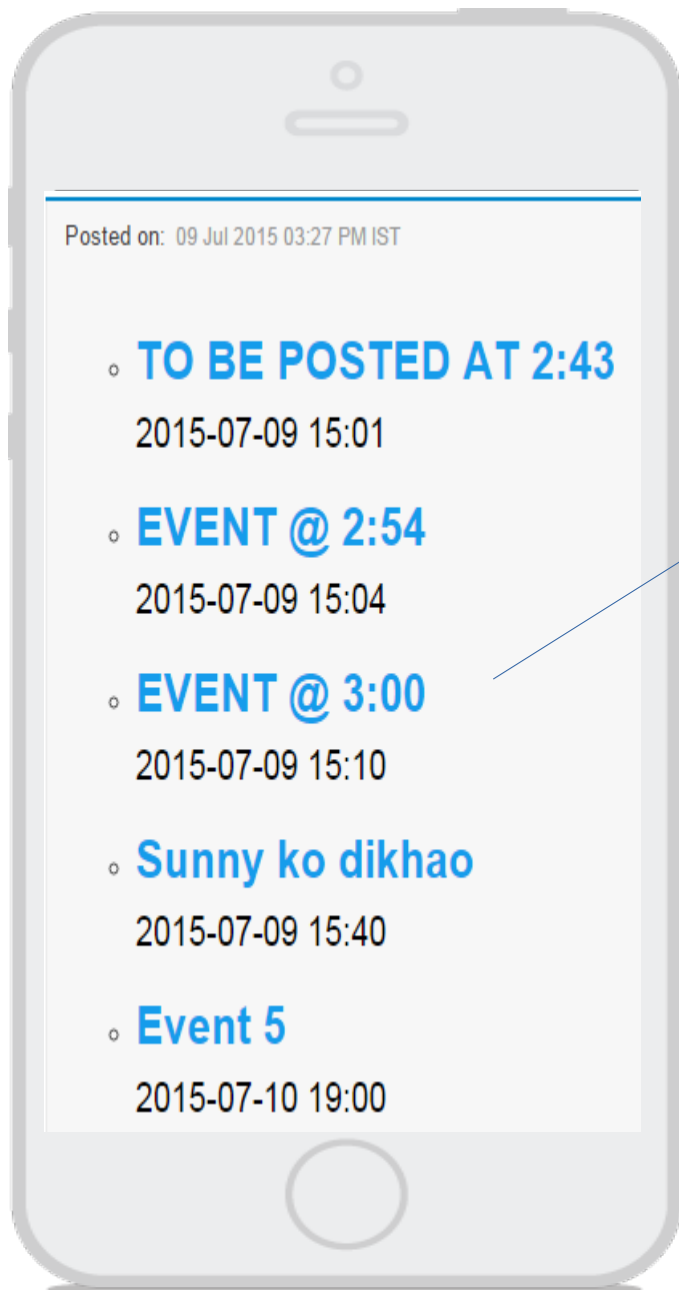 Posted on: 09 Jul 2015 03:27 PM IST
TO BE POSTED AT 2:43
2015-07-09 15:01
EVENT @ 2:54
2015-07-09 15:04
EVENT @ 3:00
2015-07-09 15:10
Sunny ko dikhao
2015-07-09 15:40
Event 5
2015-07-10 19:00